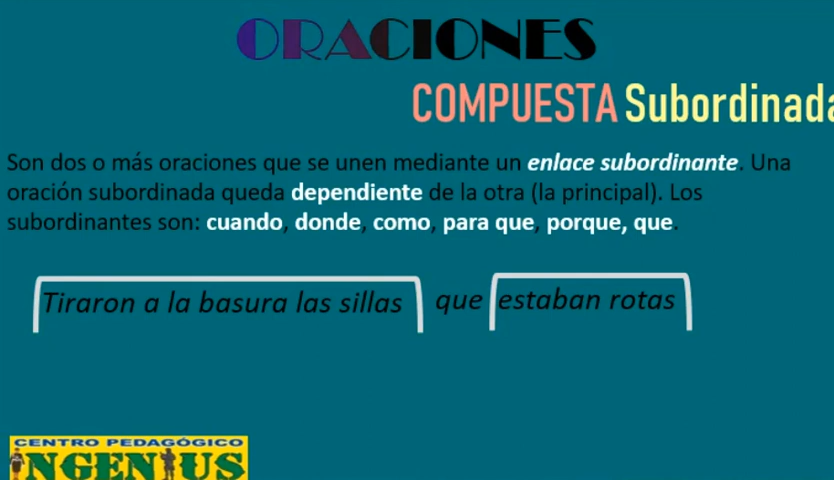 ORACIONES
COMPUESTA Subordinada
Son dos o más oraciones que se unen mediante un enlace subordinante. Una
oración subordinada queda dependiente de la otra (la principal). Los
subordinantes son: cuando, donde, como, para que, porque, que.
Tiraron a la basura las sillas que estaban rotas
CENTRO PEDAGÓGICO
INGENIUS